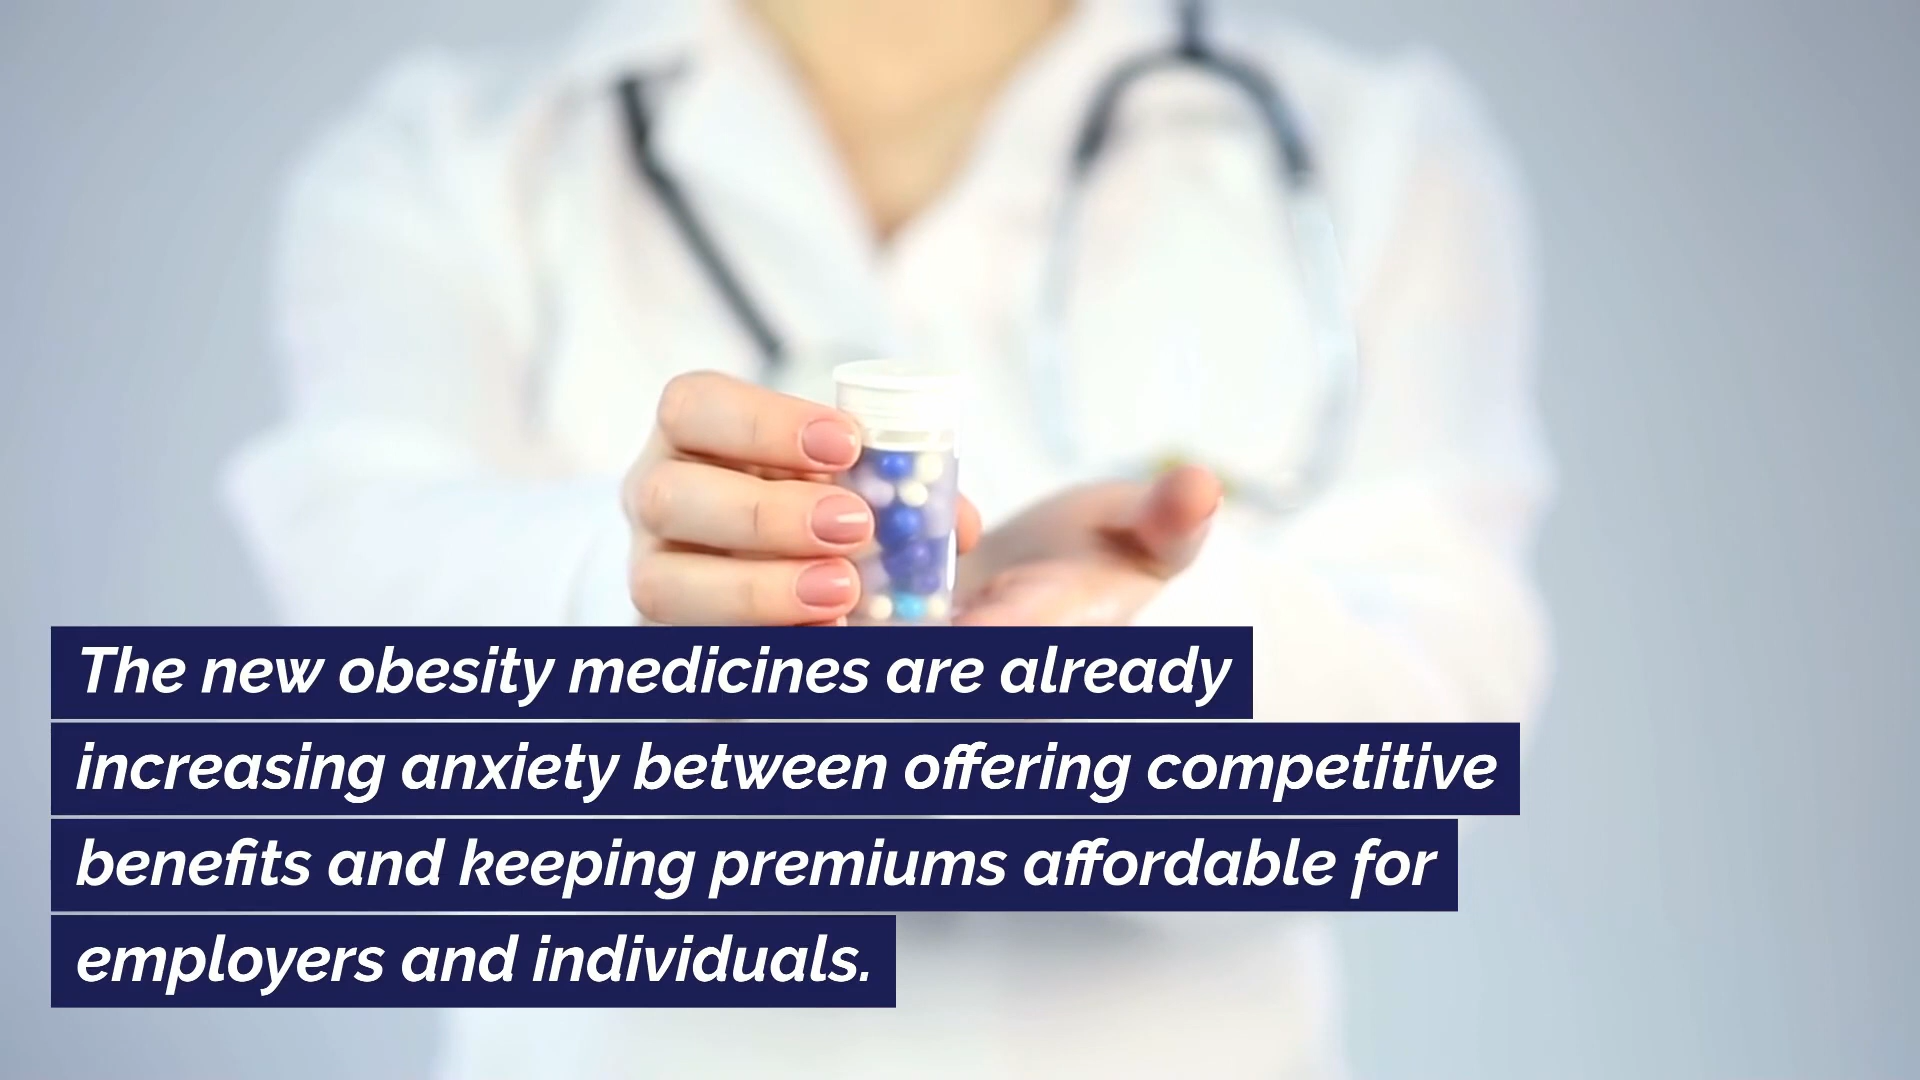 The new obesity medicines are already
increasing anxiety between offering competitive
benefits and keeping premiums affordable for
employers and individuals.